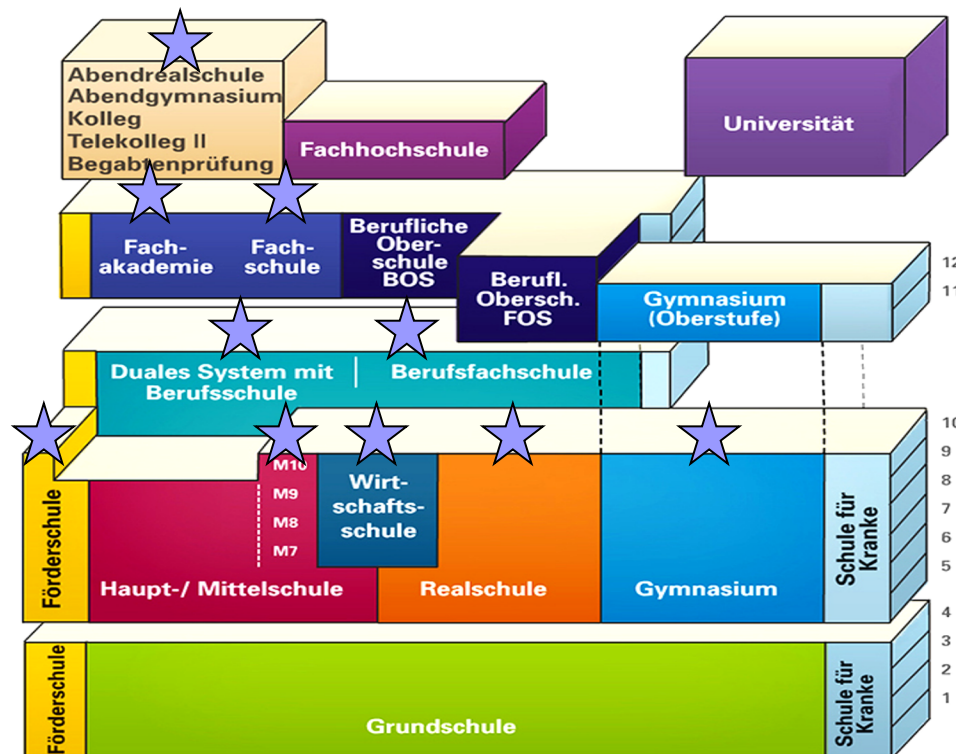 Abendrealschule
Abendgymnasium
Kolleg
Telekolleg II
Begabtenprüfung
Fachhochschule
Universität
Fach-
akademie
Fach-
schule
Berufliche
Ober-
schule
BOS
Berufl.
Obersch.
FOS
Gymnasium
(Oberstufe)
12
11
Duales System mit
Berufsschule
Berufsfachschule
10
9
8
7
6
5
Förderschule
M10
M9
M8
M7
Haupt-/ Mittelschule
Wirt-
schafts-
schule
Realschule
Gymnasium
Schule für
Kranke
4
3
2
1
Förderschule
Grundschule
Schule für
Kranke